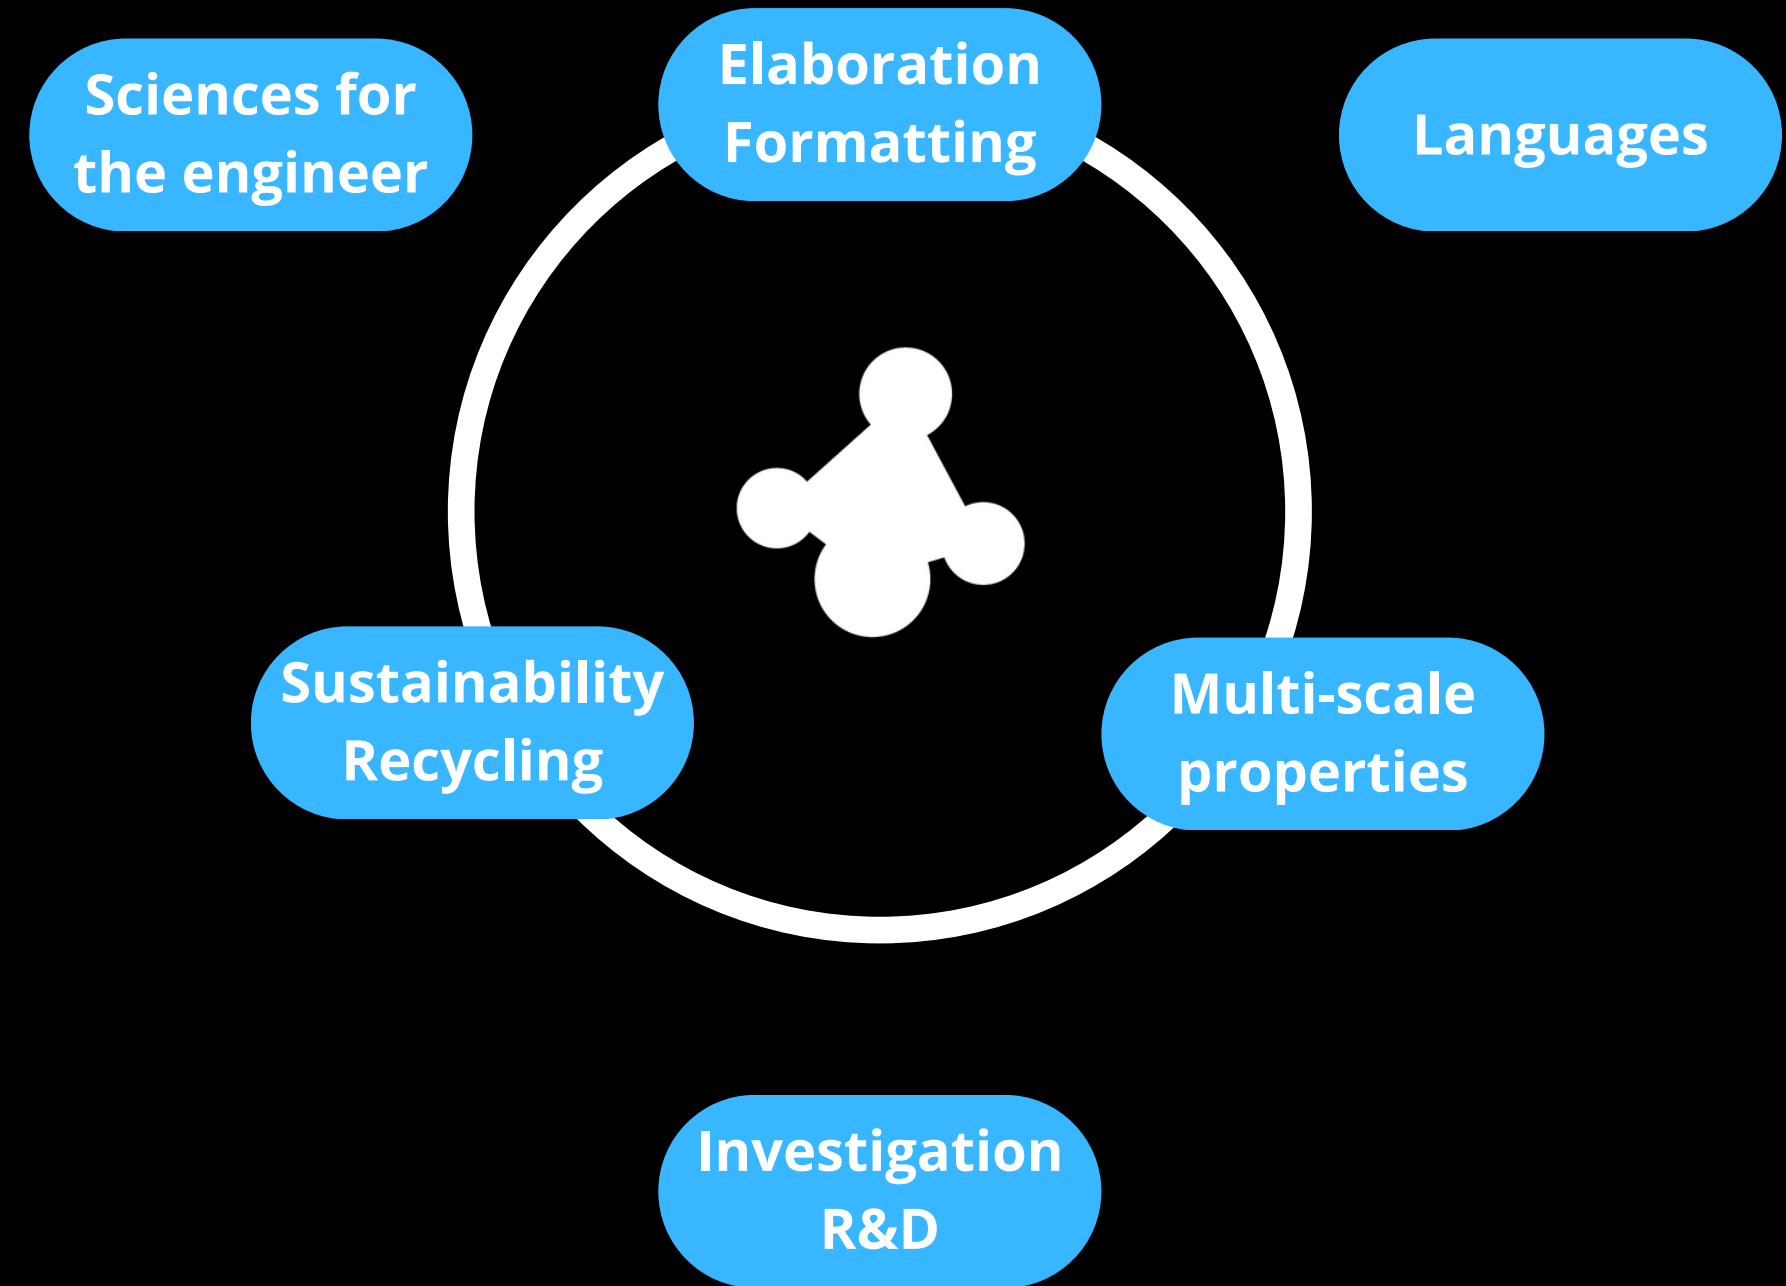 Sciences for
the engineer
Elaboration
Formatting
Languages
Sustainability
Recycling
Multi-scale
properties
Investigation
R&D